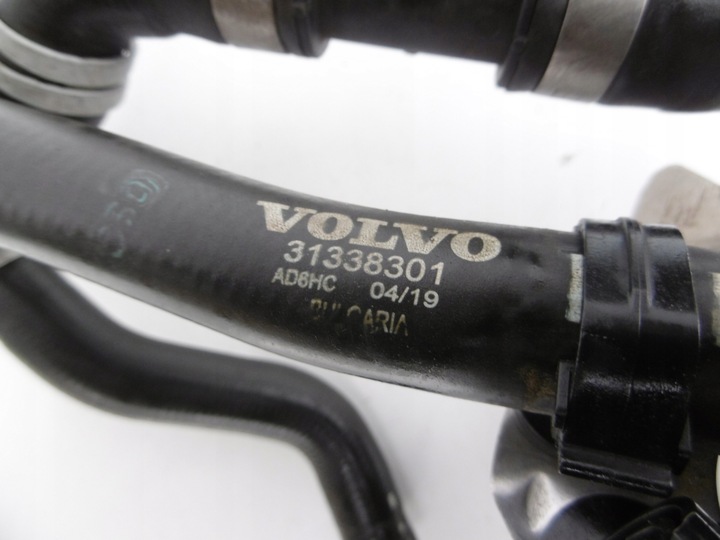 VOLVO
31338301
AD6HC 04/19
BULGARIA